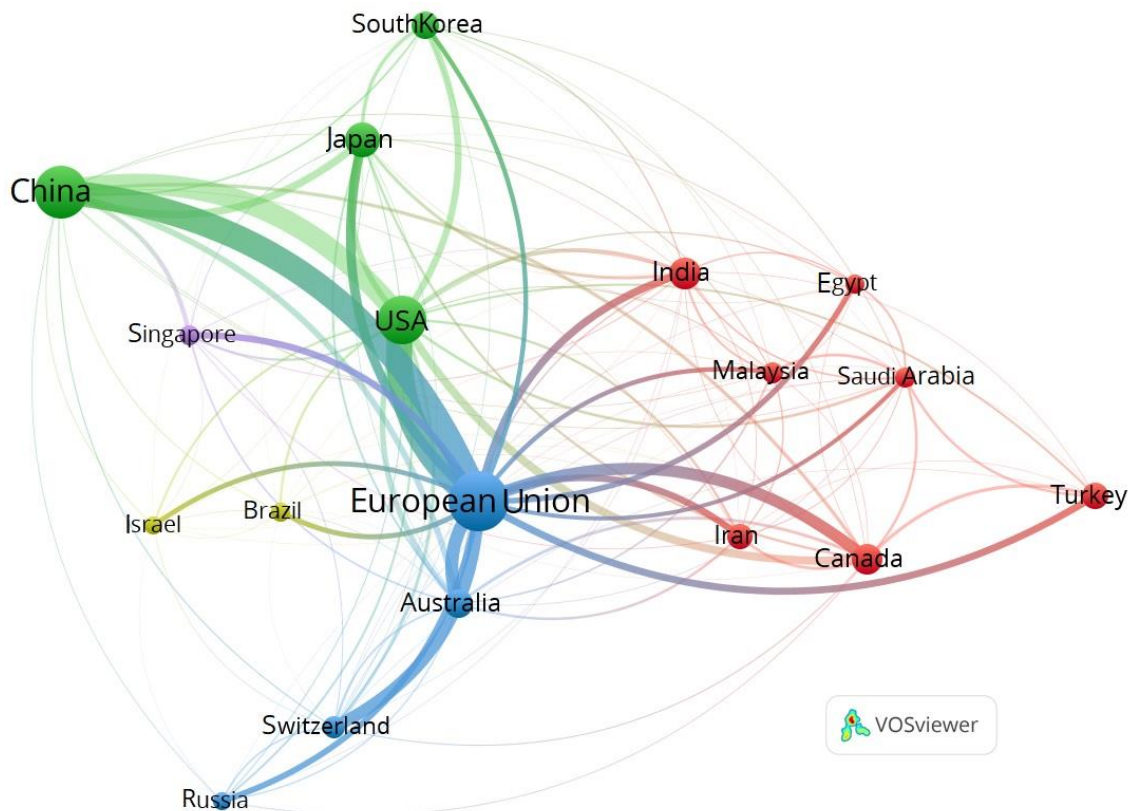 SouthKorea
Japan
China
India
Egypt
USA
Singapore
Malaysia
Saudi Arabia
European Union
Turkey
Israel
Brazil
Iran
Canada
Australia
Switzerland
VOSviewer
Russia